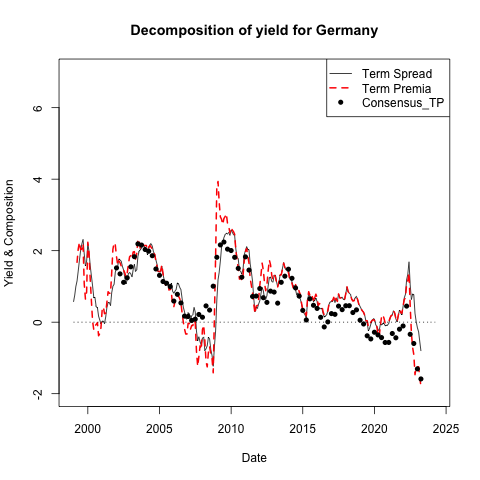 Decomposition of yield for Germany
Term Spread
Term Premia
Consensus_TP
Yield & Composition
6
4
2
0
-2
2000 2005 2010 2015 2020 2025
Date